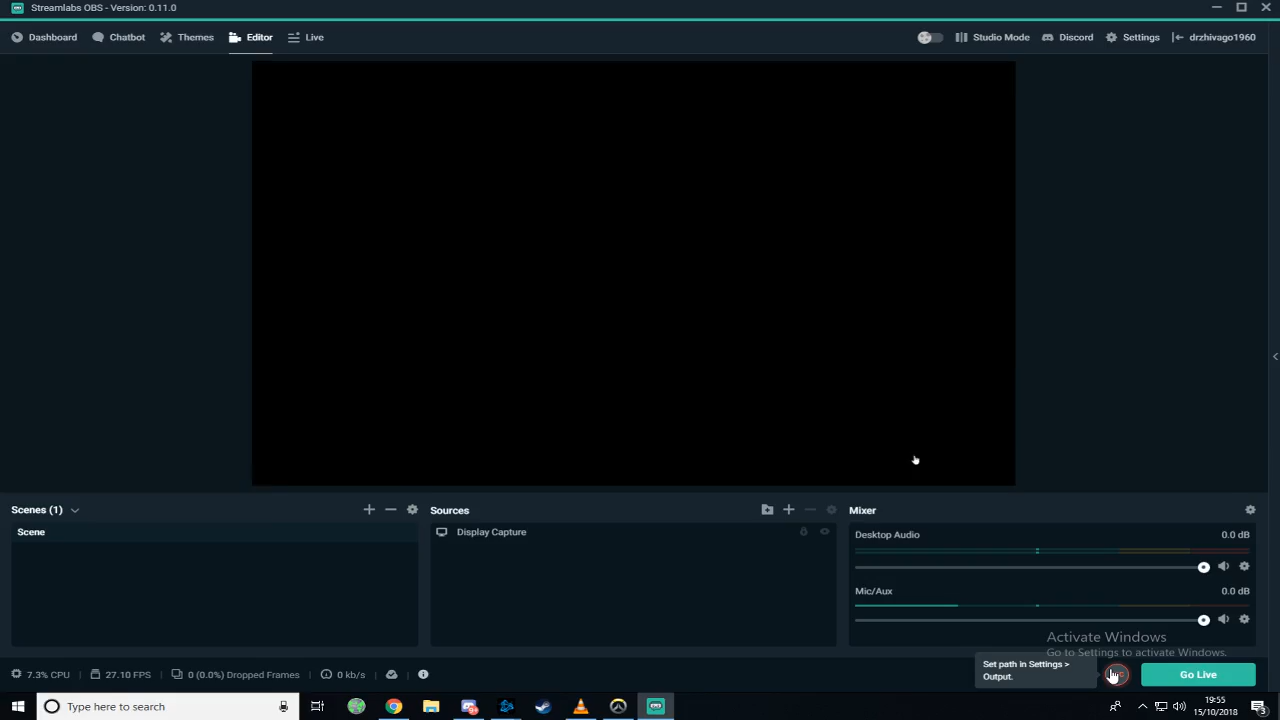 Streamlabs OBS - Version: 0.11.0
Dashboard Chatbot Themes Editor Live Studio Mode Discord Settings drzhivago1960
Scenes (1) Sources Mixer
Scene Display Capture Desktop Audio 0.0 dB
Mic/Aux 0.0 dB
Activate Windows
Go to Settings to activate Windows.
Set path in Settings >
Output.
7.3% CPU 27.10 FPS 0 (0.0%) Dropped Frames 0 kb/s Go Live
Type here to search
19:55
15/10/2018